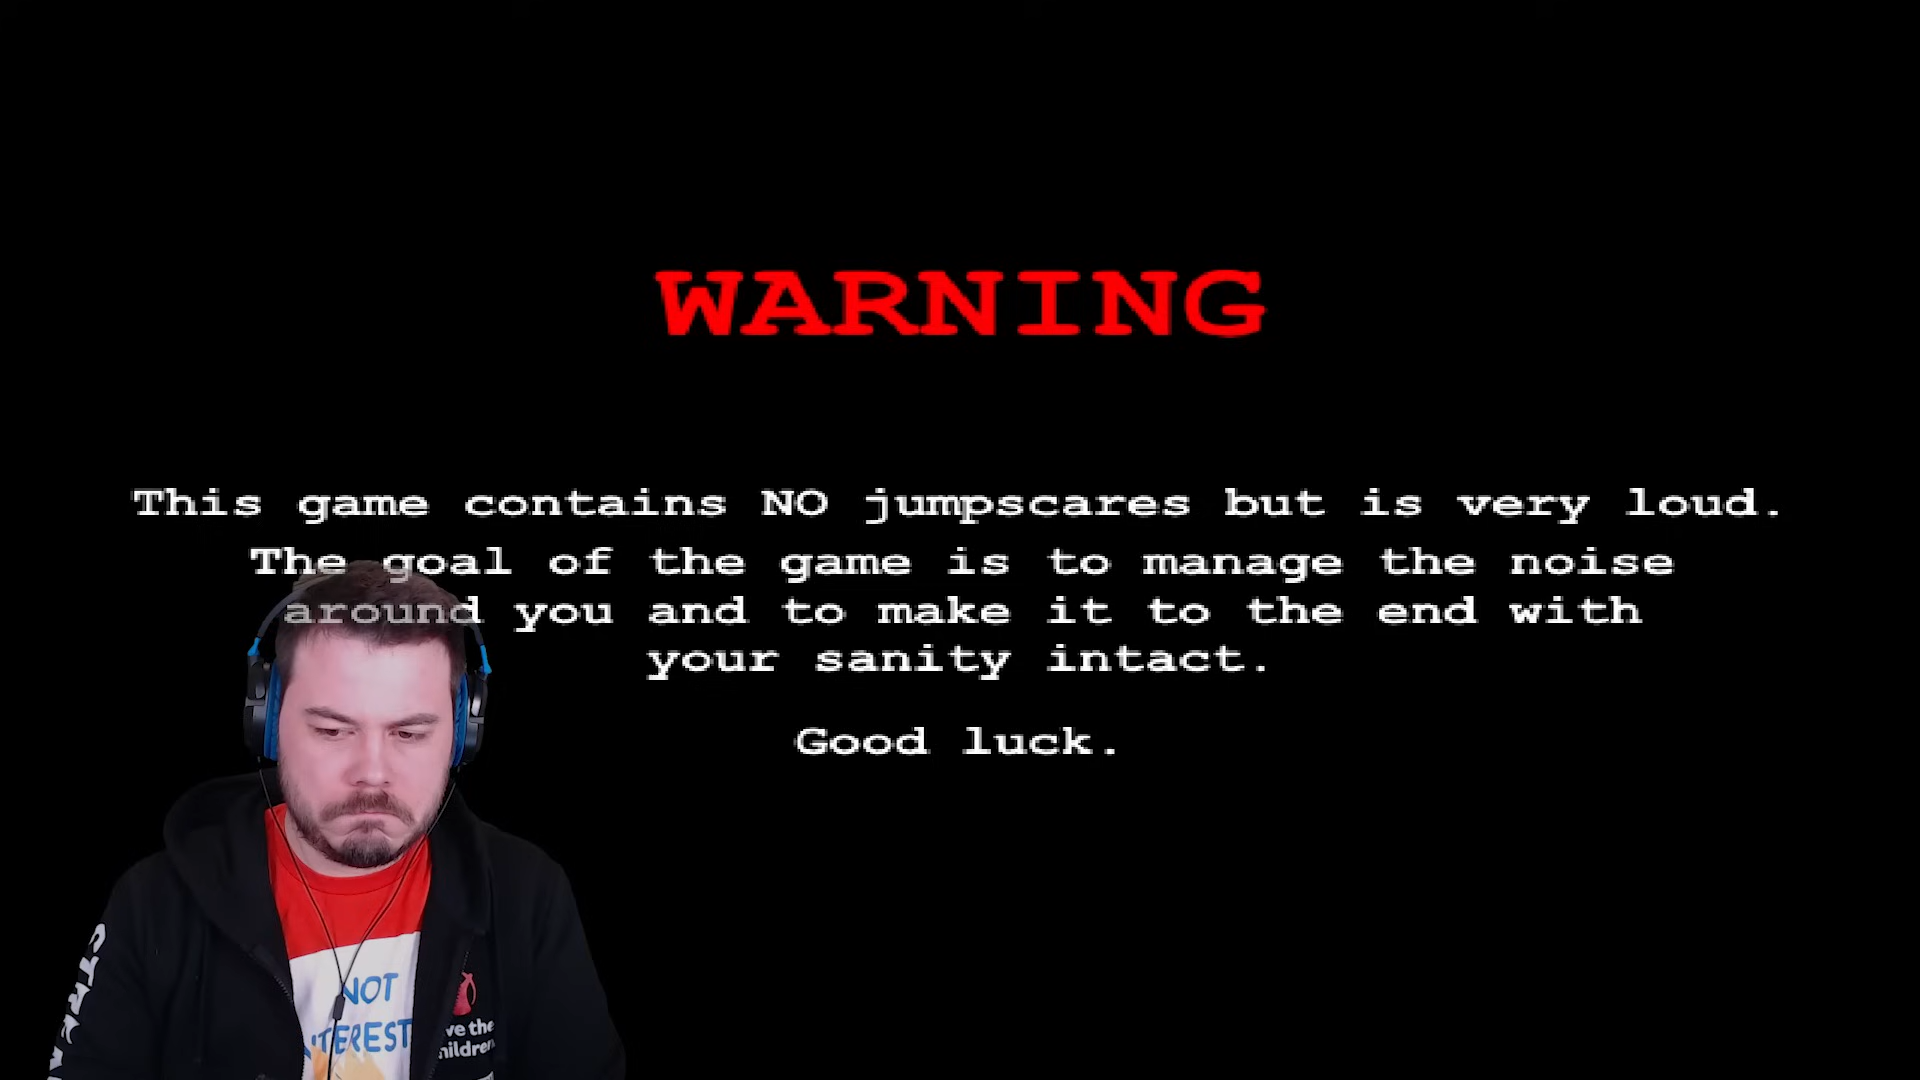 WARNING
This game contains NO jumpscares but is very loud.
The goal of the game is to manage the noise
around you and to make it to the end with
your sanity intact.
Good luck.
NOT
ve the